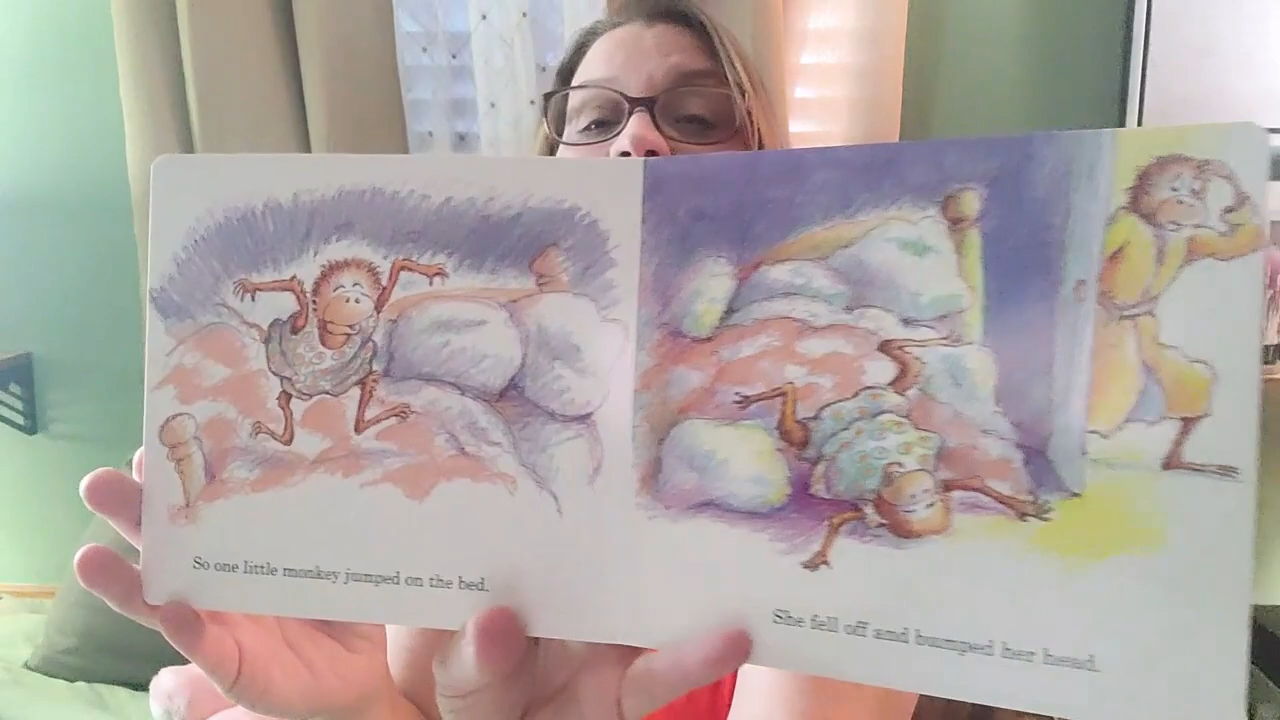 So one little monkey jumped on the bed.
She fell off and bumped her head.